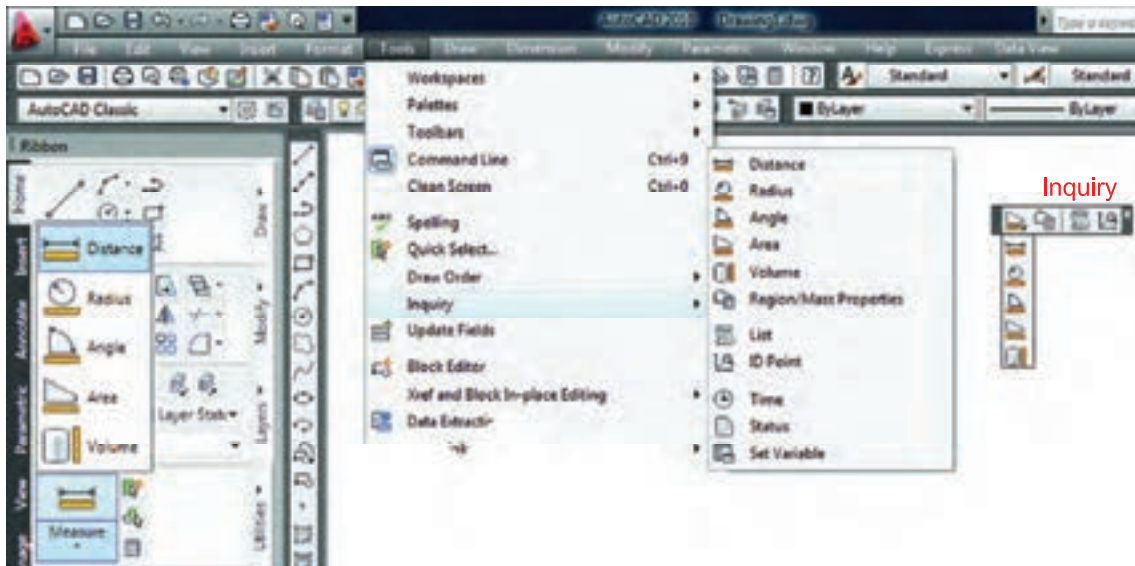 AutoCAD 2010 Drawing1.dwg
File Edit View Insert Format Tools Draw Dimension Modify Parametric Window Help Express Data View
Standard Standard
AutoCAD Classic
ByLayer ByLayer
Ribbon
Home
Insert
Annotate
Parametric
View
Distance
Radius
Angle
Area
Volume
Measure
Layer State
Draw
Modify
Layers
Utilities
Workspaces
Palettes
Toolbars
Command Line Ctrl+9
Clean Screen Ctrl+0
Spelling
Quick Select...
Draw Order
Inquiry
Update Fields
Block Editor
Xref and Block In-place Editing
Distance
Radius
Angle
Area
Volume
Region/Mass Properties
List
ID Point
Time
Status
Set Variable
Inquiry